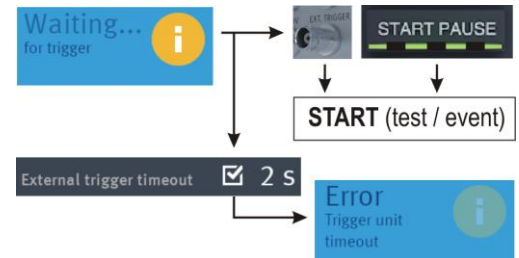 Waiting...
for trigger
EXT. TRIGGER
START PAUSE
START (test / event)
External trigger timeout 2 s
Error
Trigger unit
timeout